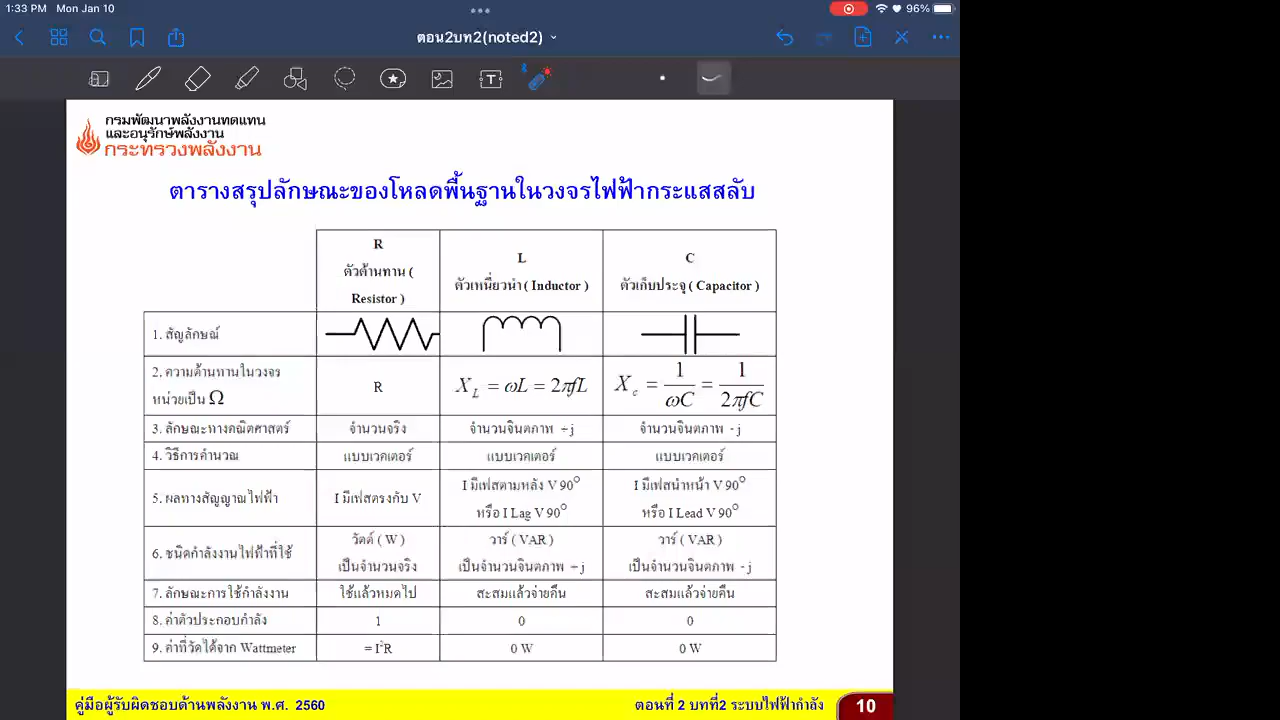 1:33 PM Mon Jan 10
96%
ตอน2บท2(noted2)
กรมพัฒนาพลังงานทดแทน
และอนุรักษ์พลังงาน
กระทรวงพลังงาน
ตารางสรุปลักษณะของโหลดพื้นฐานในวงจรไฟฟ้ากระแสสลับ
R
ตัวต้านทาน (
Resistor )
L
ตัวเหนี่ยวนำ ( Inductor )
C
ตัวเก็บประจุ ( Capacitor )
1. สัญลักษณ์
2. ความต้านทานในวงจร
หน่วยเป็น Ω
R
X_L = ωL = 2πfL
X_c = 1/ωC = 1/2πfC
3. ลักษณะทางคณิตศาสตร์ จำนวนจริง จำนวนจินตภาพ +j จำนวนจินตภาพ -j
4. วิธีการคำนวณ แบบเวคเตอร์ แบบเวคเตอร์ แบบเวคเตอร์
5. ผลทางสัญญาณไฟฟ้า
I มีเฟสตรงกับ V
I มีเฟสตามหลัง V 90°
หรือ I Lag V 90°
I มีเฟสนำหน้า V 90°
หรือ I Lead V 90°
6. ชนิดกำลังงานไฟฟ้าที่ใช้
วัตต์ ( W )
เป็นจำนวนจริง
วาร์ ( VAR )
เป็นจำนวนจินตภาพ +j
วาร์ ( VAR )
เป็นจำนวนจินตภาพ -j
7. ลักษณะการใช้กำลังงาน ใช้แล้วหมดไป สะสมแล้วจ่ายคืน สะสมแล้วจ่ายคืน
8. ค่าตัวประกอบกำลัง 1 0 0
9. ค่าที่วัดได้จาก Wattmeter = I²R 0 W 0 W
คู่มือผู้รับผิดชอบด้านพลังงาน พ.ศ. 2560
ตอนที่ 2 บทที่2 ระบบไฟฟ้ากำลัง
10